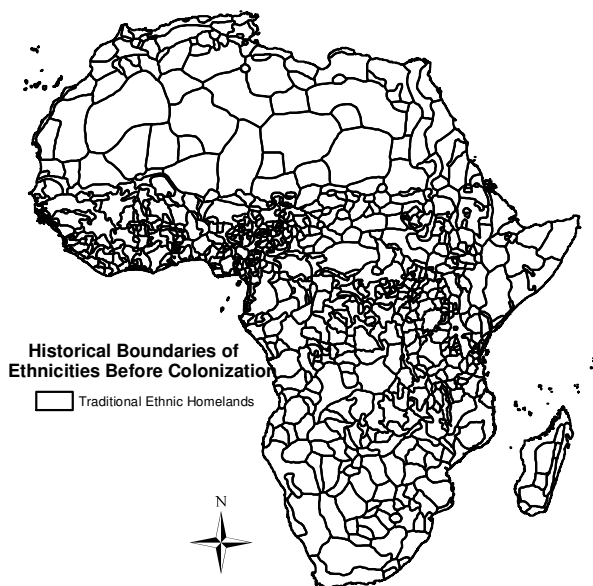 Historical Boundaries of
Ethnicities Before Colonization
Traditional Ethnic Homelands
N